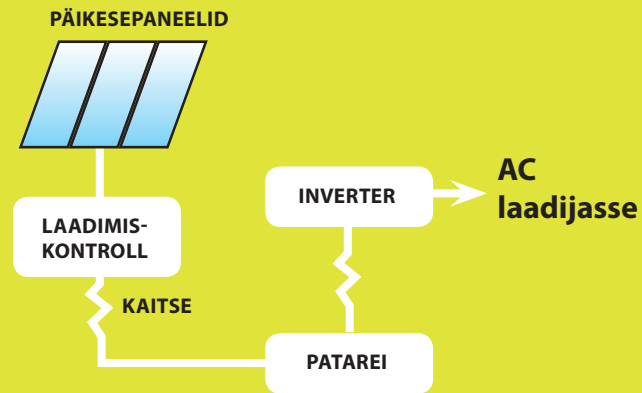 PÄIKESEPANEELID
LAADIMIS-
KONTROLL
KAITSE
PATAREI
INVERTER
AC
laadijasse